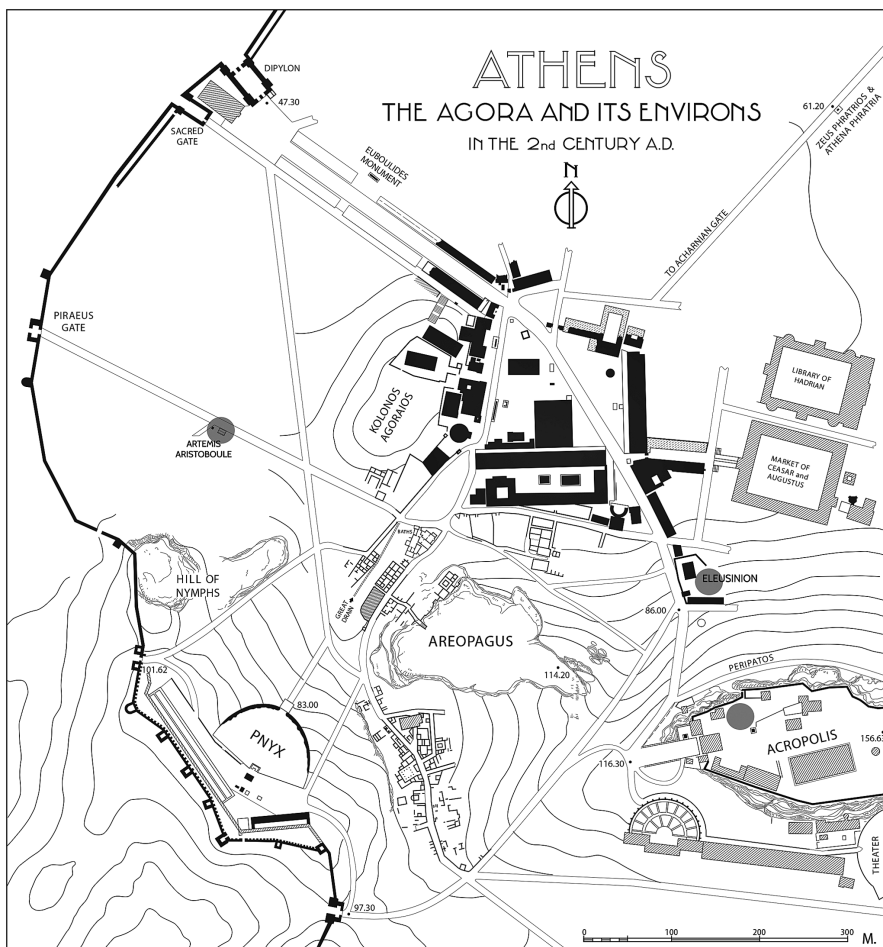 ATHENS
THE AGORA AND ITS ENVIRONS
IN THE 2nd CENTURY A.D.
N
DIPYLON
47.30
SACRED
GATE
EUBOULIDES
MONUMENT
61.20
ZEUS PHRATRIOS &
ATHENA PHRATRIA
TO ACHARNIAN GATE
PIRAEUS
GATE
KOLONOS
AGORAIOS
LIBRARY OF
HADRIAN
ARTEMIS
ARISTOBOULE
MARKET OF
CEASAR and
AUGUSTUS
BATHS
HILL OF
NYMPHS
GREAT
DRAIN
ELEUSINION
86.00
AREOPAGUS
114.20
PERIPATOS
101.62
83.00
PNYX
ACROPOLIS
156.6
116.30
THEATER
97.30
0 100 200 300 M.